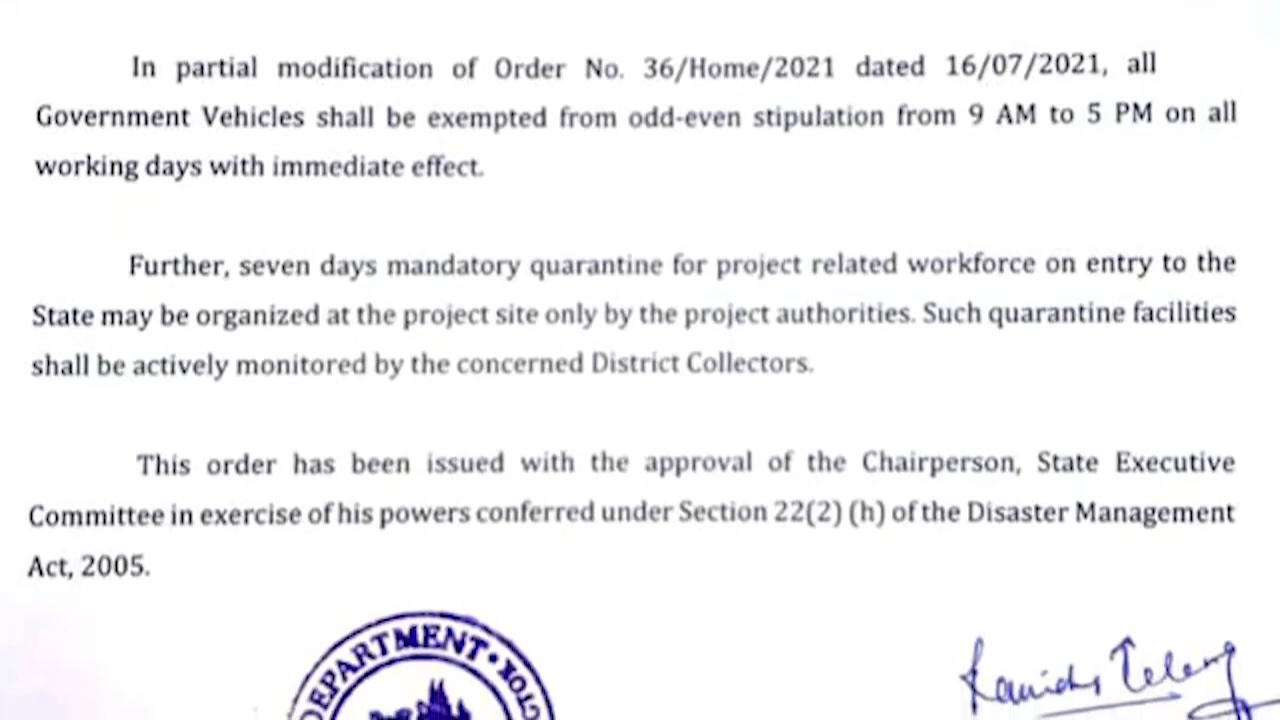 In partial modification of Order No. 36/Home/2021 dated 16/07/2021, all
Government Vehicles shall be exempted from odd-even stipulation from 9 AM to 5 PM on all
working days with immediate effect.
Further, seven days mandatory quarantine for project related workforce on entry to the
State may be organized at the project site only by the project authorities. Such quarantine facilities
shall be actively monitored by the concerned District Collectors.
This order has been issued with the approval of the Chairperson, State Executive
Committee in exercise of his powers conferred under Section 22(2) (h) of the Disaster Management
Act, 2005.
DEPARTMENT